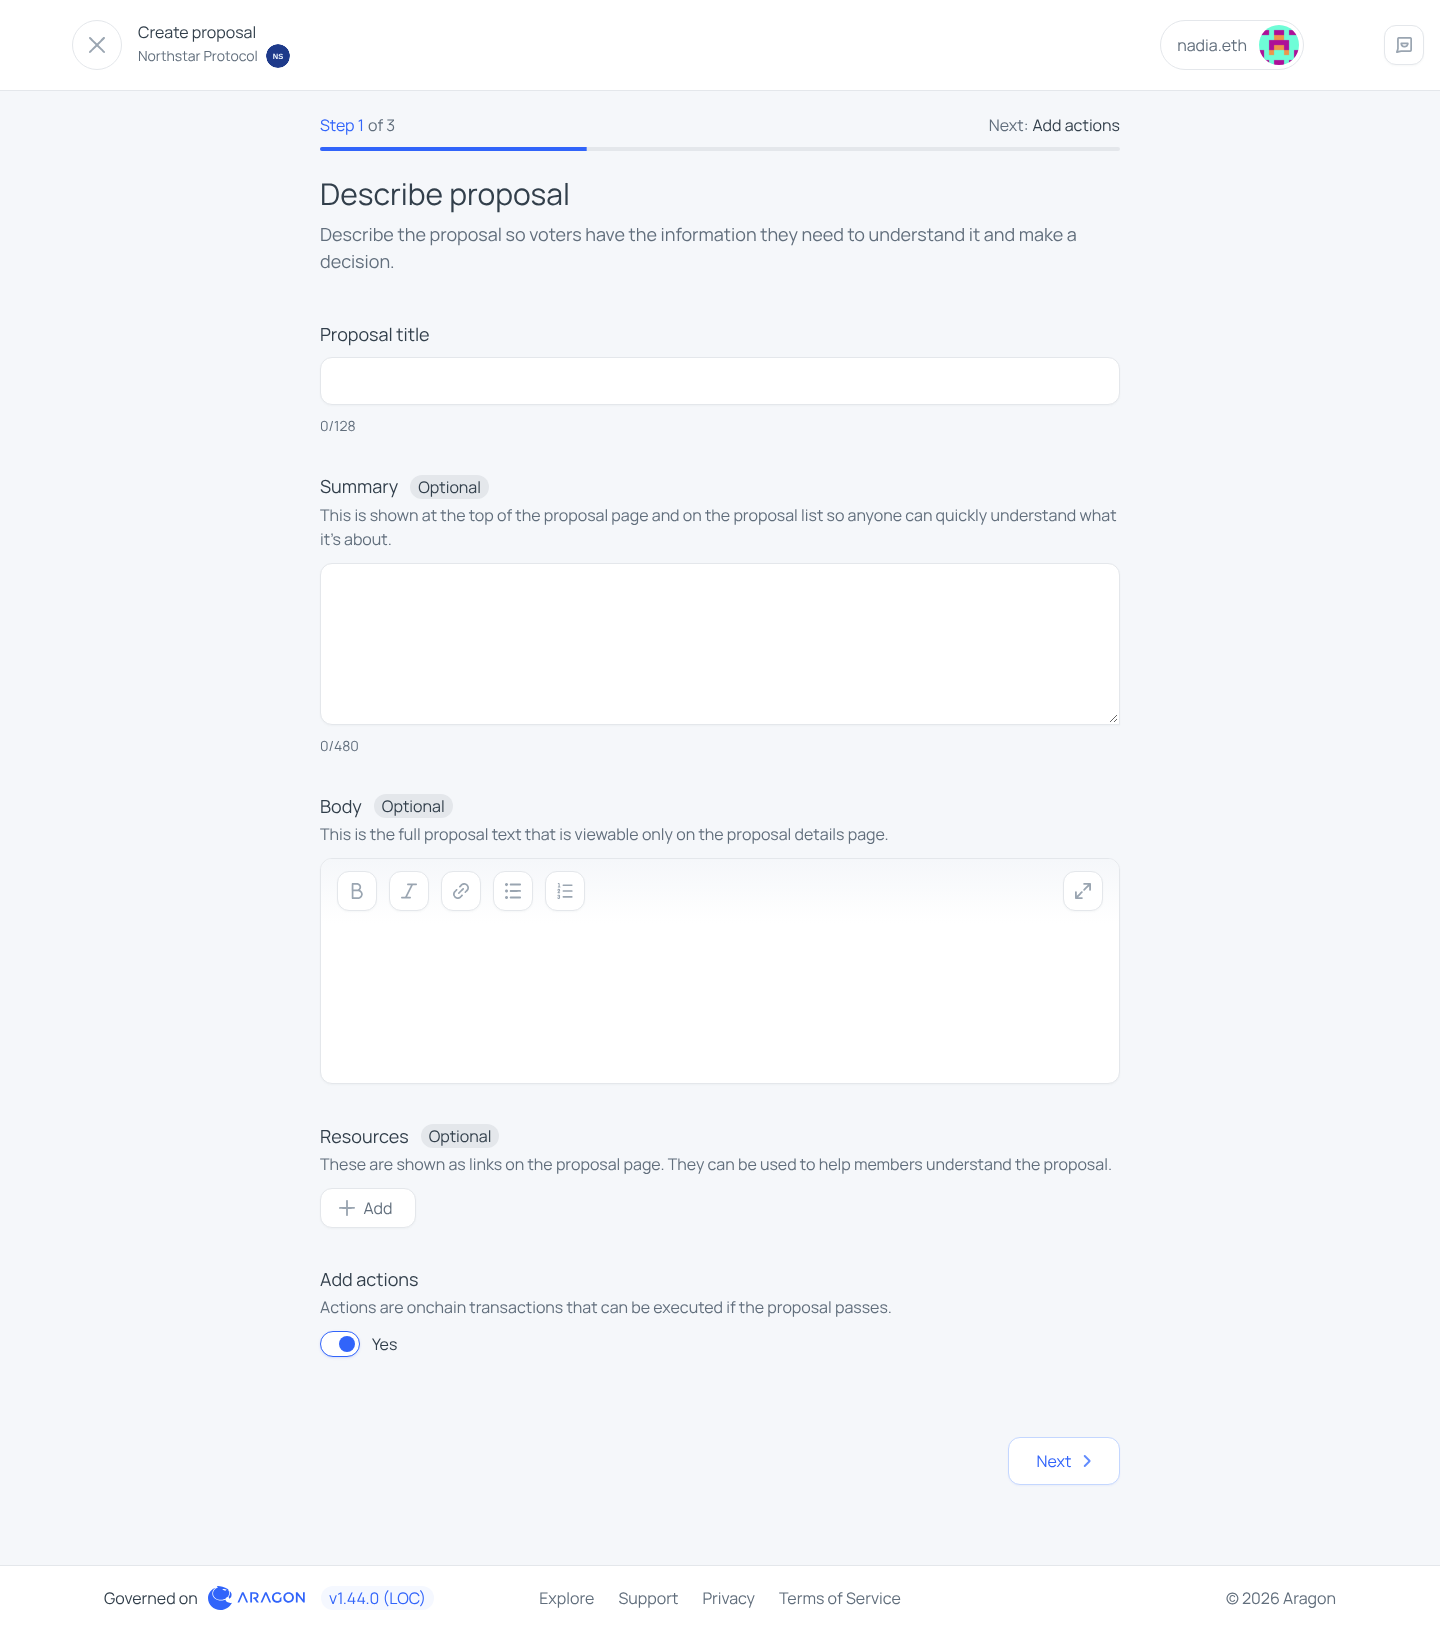 Create proposal
Northstar Protocol NS
nadia.eth
Step 1 of 3
Next: Add actions
Describe proposal
Describe the proposal so voters have the information they need to understand it and make a
decision.
Proposal title
0/128
Summary Optional
This is shown at the top of the proposal page and on the proposal list so anyone can quickly understand what
it's about.
0/480
Body Optional
This is the full proposal text that is viewable only on the proposal details page.
Resources Optional
These are shown as links on the proposal page. They can be used to help members understand the proposal.
Add
Add actions
Actions are onchain transactions that can be executed if the proposal passes.
Yes
Next
Governed on ARAGON v1.44.0 (LOC) Explore Support Privacy Terms of Service © 2026 Aragon